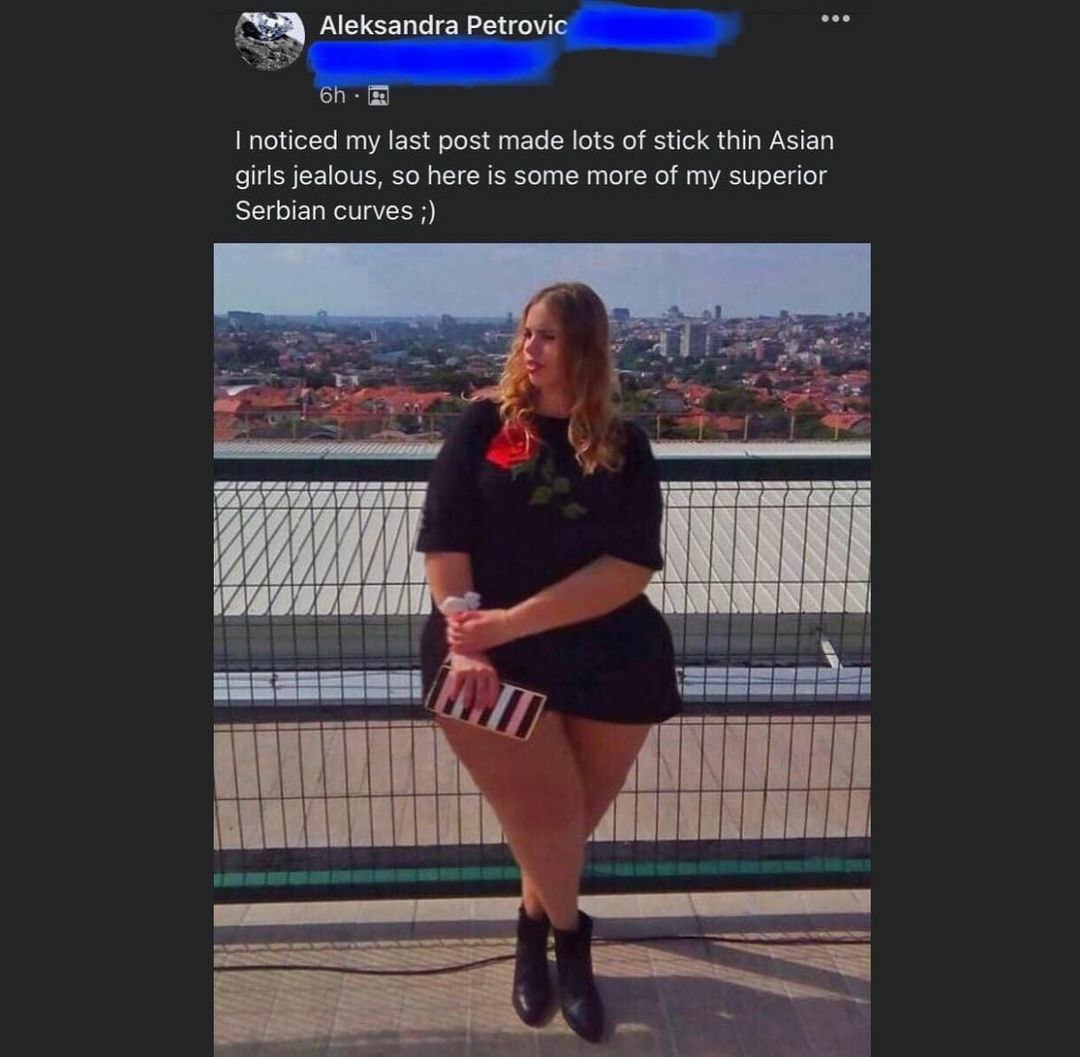 Aleksandra Petrovic
6h ·
I noticed my last post made lots of stick thin Asian
girls jealous, so here is some more of my superior
Serbian curves ;)